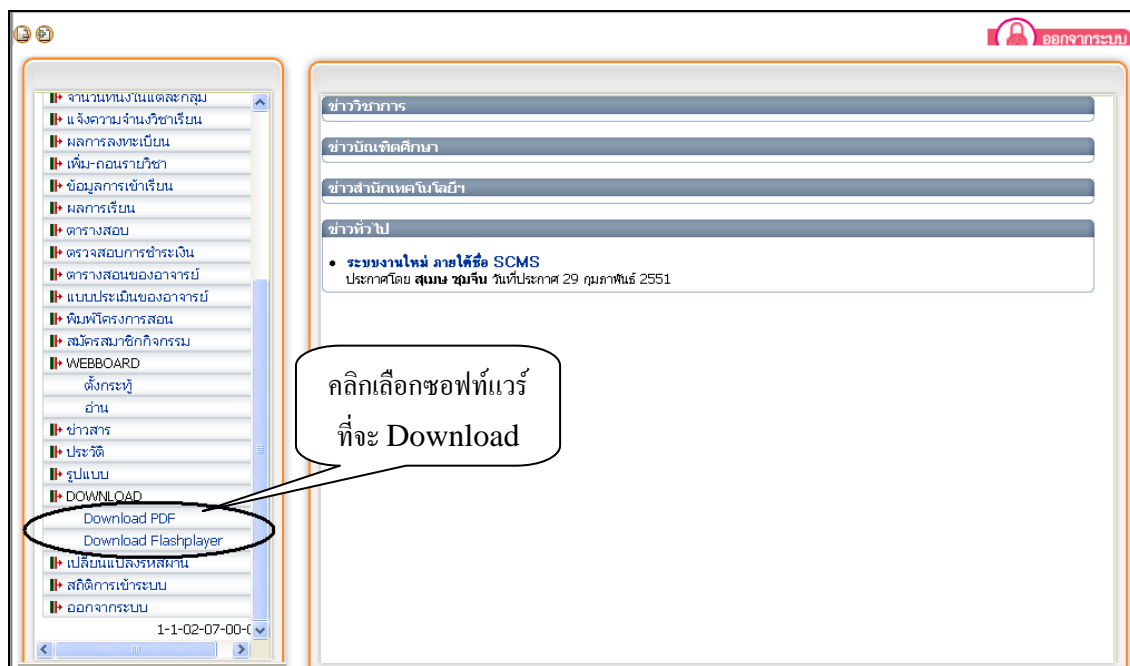 ออกจากระบบ
จำนวนที่นั่งในแต่ละกลุ่ม
แจ้งความจำนงวิชาเรียน
ผลการลงทะเบียน
เพิ่ม-ถอนรายวิชา
ข้อมูลการเข้าเรียน
ผลการเรียน
ตารางสอบ
ตรวจสอบการชำระเงิน
ตารางสอนของอาจารย์
แบบประเมินของอาจารย์
พิมพ์โครงการสอน
สมัครสมาชิกกิจกรรม
WEBBOARD
ตั้งกระทู้
อ่าน
ข่าวสาร
ประวัติ
รูปแบบ
DOWNLOAD
Download PDF
Download Flashplayer
เปลี่ยนแปลงรหัสผ่าน
สถิติการเข้าระบบ
ออกจากระบบ
1-1-02-07-00-
ข่าววิชาการ
ข่าวบัณฑิตศึกษา
ข่าวสำนักเทคโนโลยีฯ
ข่าวทั่วไป
ระบบงานใหม่ ภายใต้ชื่อ SCMS
ประกาศโดย สุเมษ ชุมจีน วันที่ประกาศ 29 กุมภาพันธ์ 2551
คลิกเลือกซอฟท์แวร์
ที่จะ Download